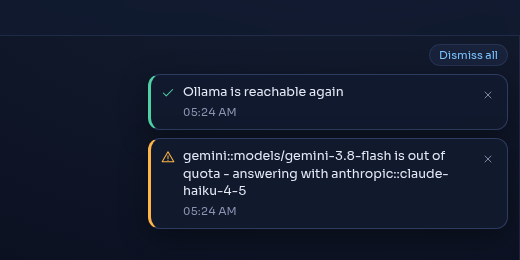 Dismiss all
Ollama is reachable again
05:24 AM
gemini::models/gemini-3.8-flash is out of
quota - answering with anthropic::claude-
haiku-4-5
05:24 AM